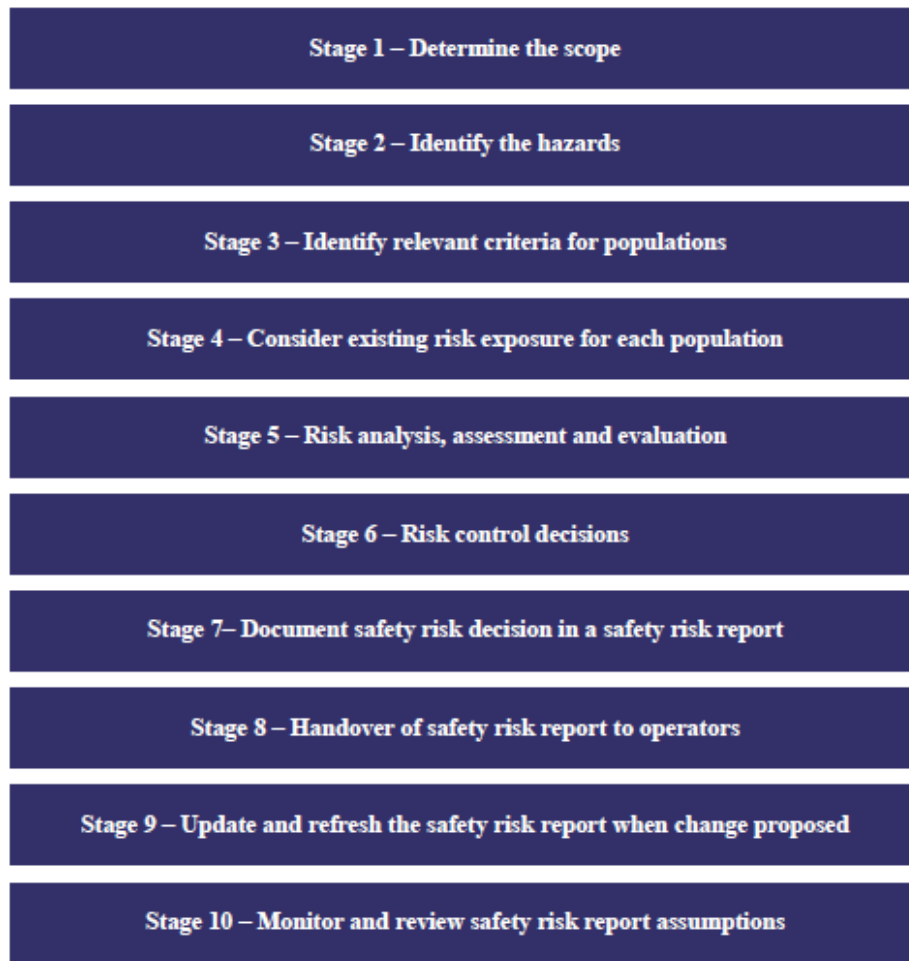 Stage 1 – Determine the scope
Stage 2 – Identify the hazards
Stage 3 – Identify relevant criteria for populations
Stage 4 – Consider existing risk exposure for each population
Stage 5 – Risk analysis, assessment and evaluation
Stage 6 – Risk control decisions
Stage 7– Document safety risk decision in a safety risk report
Stage 8 – Handover of safety risk report to operators
Stage 9 – Update and refresh the safety risk report when change proposed
Stage 10 – Monitor and review safety risk report assumptions